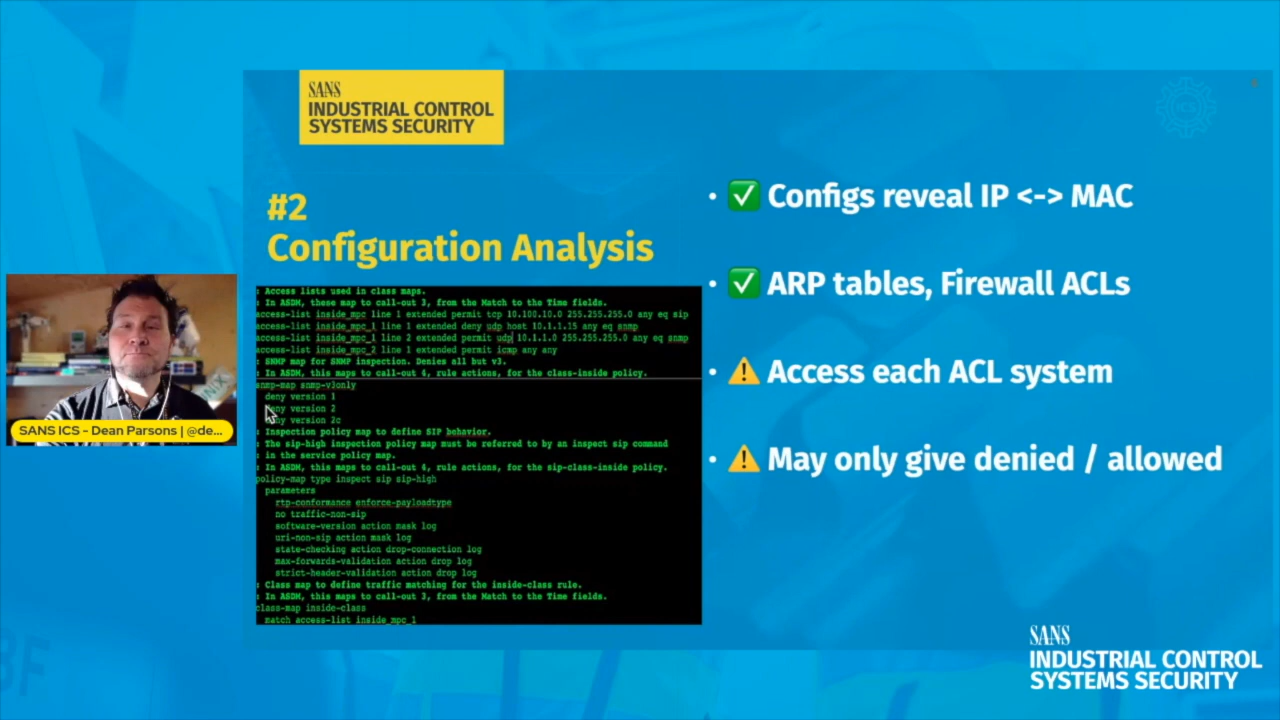 SANS
INDUSTRIAL CONTROL
SYSTEMS SECURITY
#2
Configuration Analysis
: Access lists used in class maps.
: In ASDM, these map to call-out 3, from the Match to the Time fields.
access-list inside_mpc line 1 extended permit tcp 10.100.10.0 255.255.255.0 any eq sip
access-list inside_mpc_1 line 1 extended deny udp host 10.1.1.15 any eq snmp
access-list inside_mpc_1 line 2 extended permit udp 10.1.1.0 255.255.255.0 any eq snmp
access-list inside_mpc_2 line 1 extended permit icmp any any
: SNMP map for SNMP inspection. Denies all but v3.
: In ASDM, this maps to call-out 4, rule actions, for the class-inside policy.
snmp-map snmp-v3only
deny version 1
deny version 2
deny version 2c
: Inspection policy map to define SIP behavior.
: The sip-high inspection policy map must be referred to by an inspect sip command
: in the service policy map.
: In ASDM, this maps to call-out 4, rule actions, for the sip-class-inside policy.
policy-map type inspect sip sip-high
parameters
rtp-conformance enforce-payloadtype
no traffic-non-sip
software-version action mask log
uri-non-sip action mask log
state-checking action drop-connection log
max-forwards-validation action drop log
strict-header-validation action drop log
: Class map to define traffic matching for the inside-class rule.
: In ASDM, this maps to call-out 3, from the Match to the Time fields.
class-map inside-class
match access-list inside_mpc_1
• ✅ Configs reveal IP <-> MAC
• ✅ ARP tables, Firewall ACLs
• ⚠️ Access each ACL system
• ⚠️ May only give denied / allowed
ICS
SANS ICS - Dean Parsons | @de...
SANS
INDUSTRIAL CONTROL
SYSTEMS SECURITY